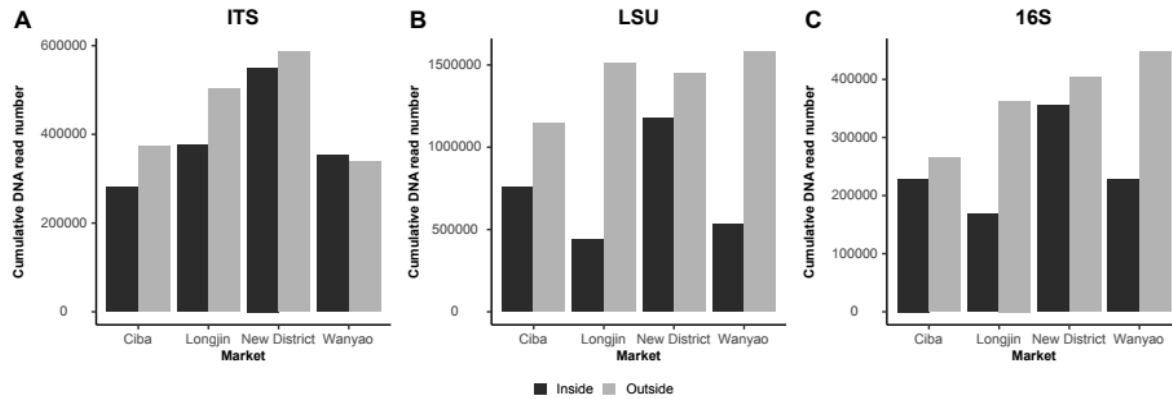 A
ITS
Cumulative DNA read number
600000
400000
200000
0
Ciba Longjin New District Wanyao
Market
B
LSU
Cumulative DNA read number
1500000
1000000
500000
0
Ciba Longjin New District Wanyao
Market
C
16S
Cumulative DNA read number
400000
300000
200000
100000
0
Ciba Longjin New District Wanyao
Market
Inside Outside